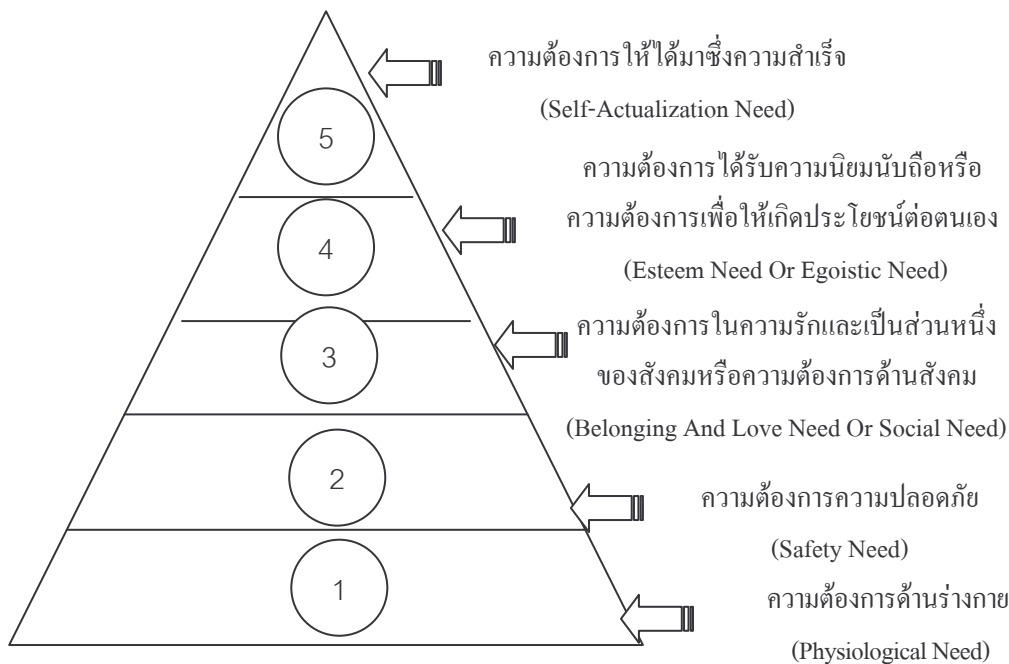 ความต้องการให้ได้มาซึ่งความสำเร็จ
(Self-Actualization Need)
5
ความต้องการได้รับความนิยมนับถือหรือ
ความต้องการเพื่อให้เกิดประโยชน์ต่อตนเอง
(Esteem Need Or Egoistic Need)
4
ความต้องการในความรักและเป็นส่วนหนึ่ง
ของสังคมหรือความต้องการด้านสังคม
(Belonging And Love Need Or Social Need)
3
ความต้องการความปลอดภัย
(Safety Need)
2
ความต้องการด้านร่างกาย
(Physiological Need)
1